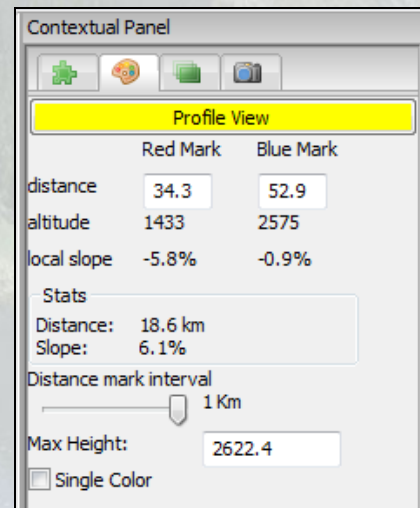 Contextual Panel
Profile View
Red Mark Blue Mark
distance 34.3 52.9
altitude 1433 2575
local slope -5.8% -0.9%
Stats
Distance: 18.6 km
Slope: 6.1%
Distance mark interval
1 Km
Max Height: 2622.4
Single Color